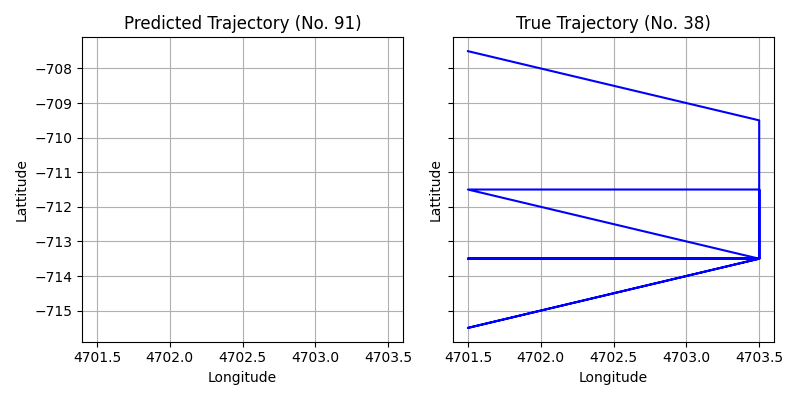 Predicted Trajectory (No. 91)
−708
−709
−710
−711
−712
−713
−714
−715
Lattitude
4701.5 4702.0 4702.5 4703.0 4703.5
Longitude
True Trajectory (No. 38)
Lattitude
4701.5 4702.0 4702.5 4703.0 4703.5
Longitude